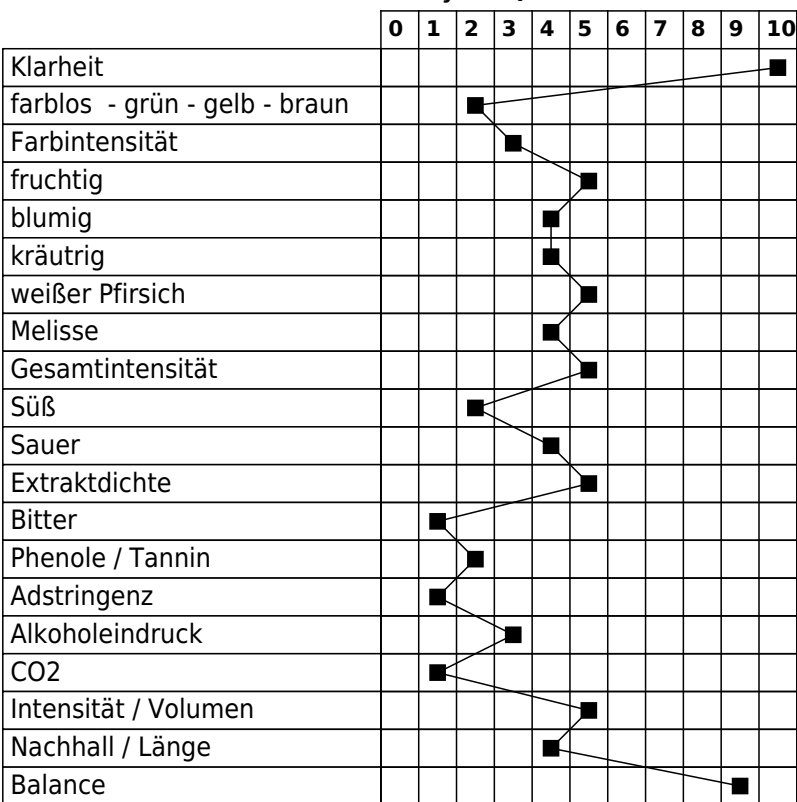 0 1 2 3 4 5 6 7 8 9 10
Klarheit
farblos - grün - gelb - braun
Farbintensität
fruchtig
blumig
kräutrig
weißer Pfirsich
Melisse
Gesamtintensität
Süß
Sauer
Extraktdichte
Bitter
Phenole / Tannin
Adstringenz
Alkoholeindruck
CO2
Intensität / Volumen
Nachhall / Länge
Balance